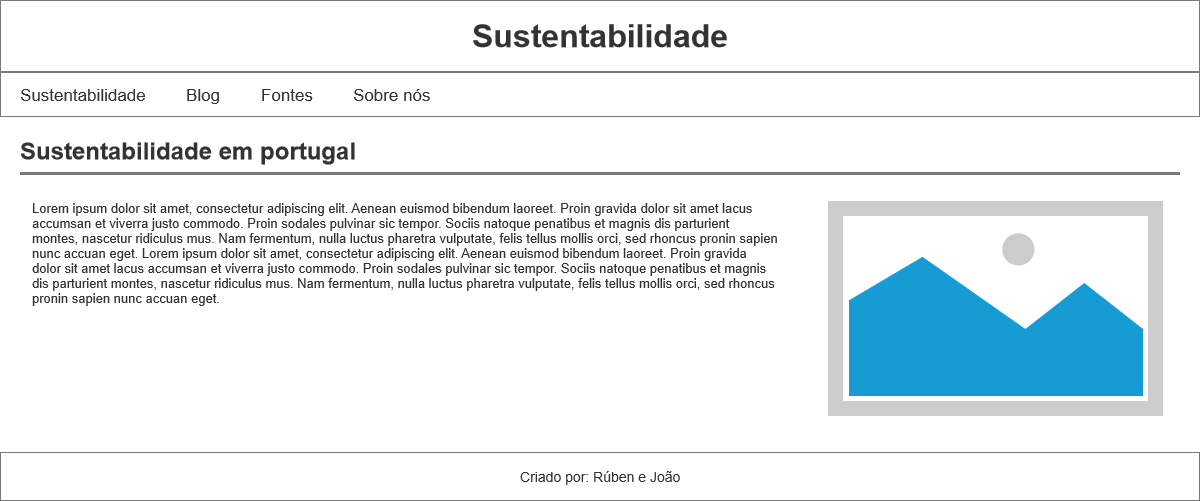 Sustentabilidade
Sustentabilidade Blog Fontes Sobre nós
Sustentabilidade em portugal
Lorem ipsum dolor sit amet, consectetur adipiscing elit. Aenean euismod bibendum laoreet. Proin gravida dolor sit amet lacus
accumsan et viverra justo commodo. Proin sodales pulvinar sic tempor. Sociis natoque penatibus et magnis dis parturient
montes, nascetur ridiculus mus. Nam fermentum, nulla luctus pharetra vulputate, felis tellus mollis orci, sed rhoncus pronin sapien
nunc accuan eget. Lorem ipsum dolor sit amet, consectetur adipiscing elit. Aenean euismod bibendum laoreet. Proin gravida
dolor sit amet lacus accumsan et viverra justo commodo. Proin sodales pulvinar sic tempor. Sociis natoque penatibus et magnis
dis parturient montes, nascetur ridiculus mus. Nam fermentum, nulla luctus pharetra vulputate, felis tellus mollis orci, sed rhoncus
pronin sapien nunc accuan eget.
Criado por: Rúben e João